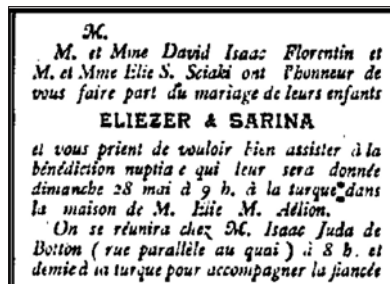 M.
M. et Mme David Isaac Florentin et
M. et Mme Elie S. Sciaki ont l'honneur de
vous faire part du mariage de leurs enfants
ELIEZER & SARINA
et vous prient de vouloir bien assister à la
bénédiction nuptia e qui leur sera donnée
dimanche 28 mai à 9 h. à la turque dans
la maison de M. Elie M. Aélion.
On se réunira chez M. Isaac Juda de
Botton ( rue parallèle au quai ) à 8 h. et
demie à la turque pour accompagner la fiancée